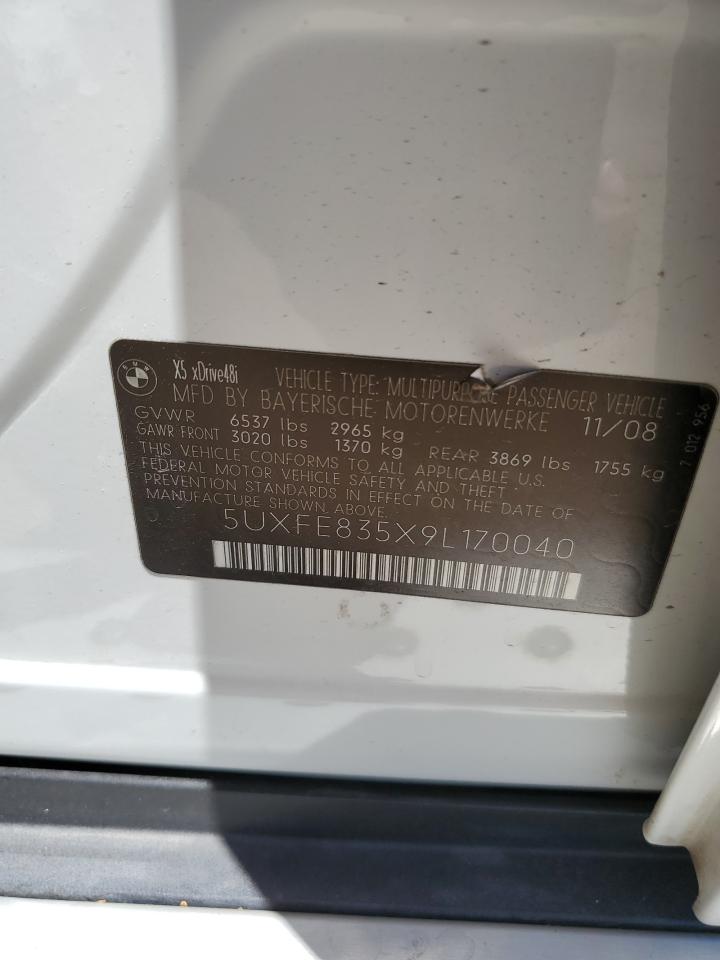 BMW
X5 xDrive48i VEHICLE TYPE: MULTIPURPOSE PASSENGER VEHICLE
MFD BY BAYERISCHE MOTORENWERKE 11/08
GVWR 6537 lbs 2965 kg
GAWR FRONT 3020 lbs 1370 kg REAR 3869 lbs 1755 kg
THIS VEHICLE CONFORMS TO ALL APPLICABLE U.S.
FEDERAL MOTOR VEHICLE SAFETY AND THEFT
PREVENTION STANDARDS IN EFFECT ON THE DATE OF
MANUFACTURE SHOWN ABOVE.
5UXFE835X9L170040
7 012 956